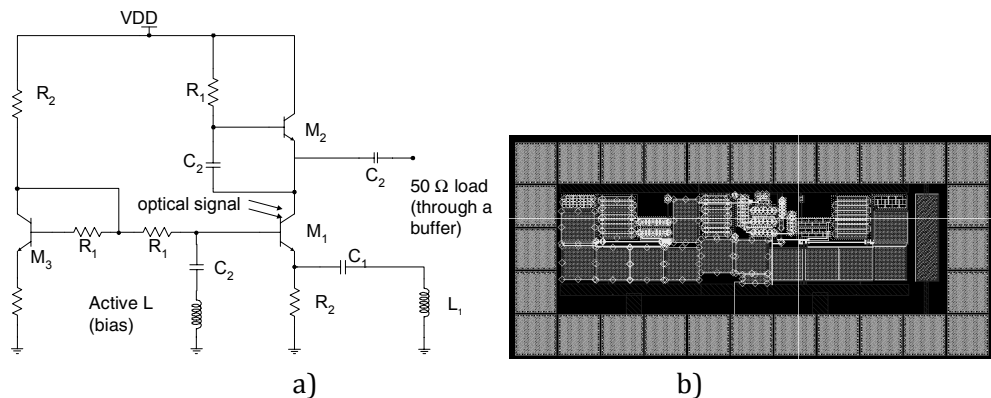 VDD
R2
R1
M2
C2
C2
optical signal
50 Ω load
(through a
buffer)
M1
R1
R1
M3
C2
C1
Active L
(bias)
R2
L1
a)
b)